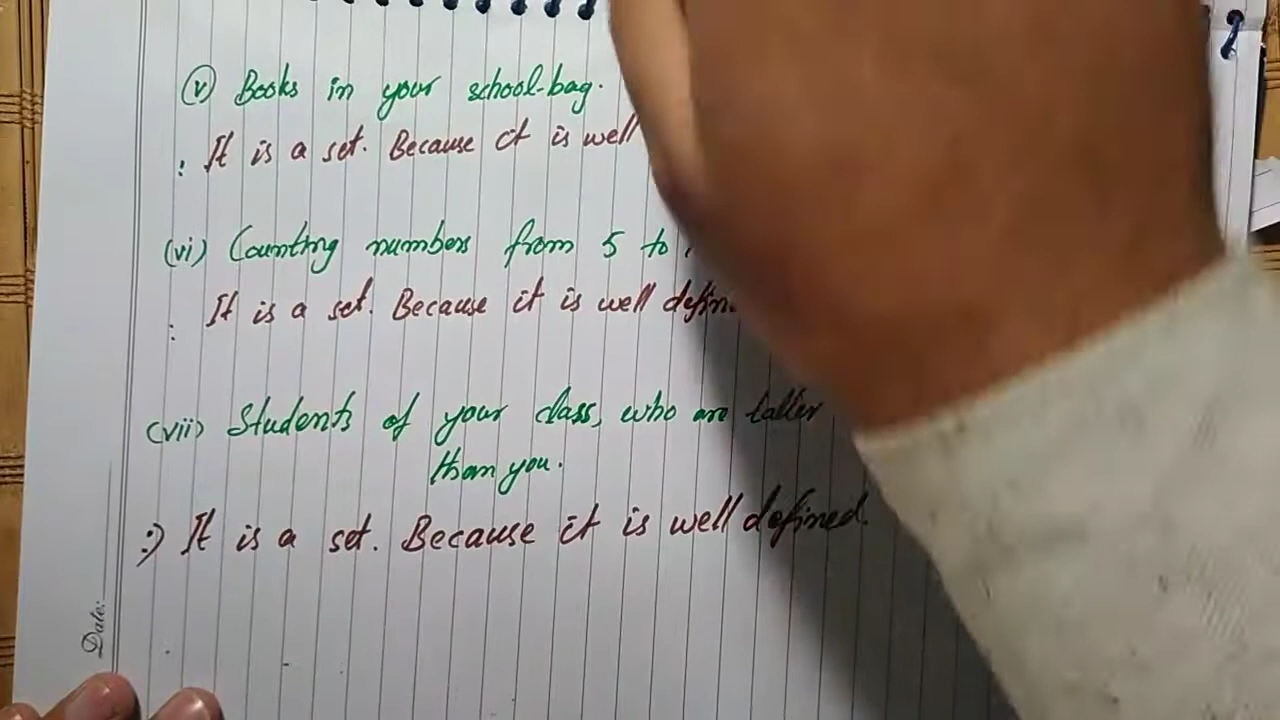 (v) Books in your school-bag.
: It is a set. Because it is well
(vi) Counting numbers from 5 to
: It is a set. Because it is well
(vii) Students of your class, who are taller
than you.
:) It is a set. Because it is well defined.
Date: